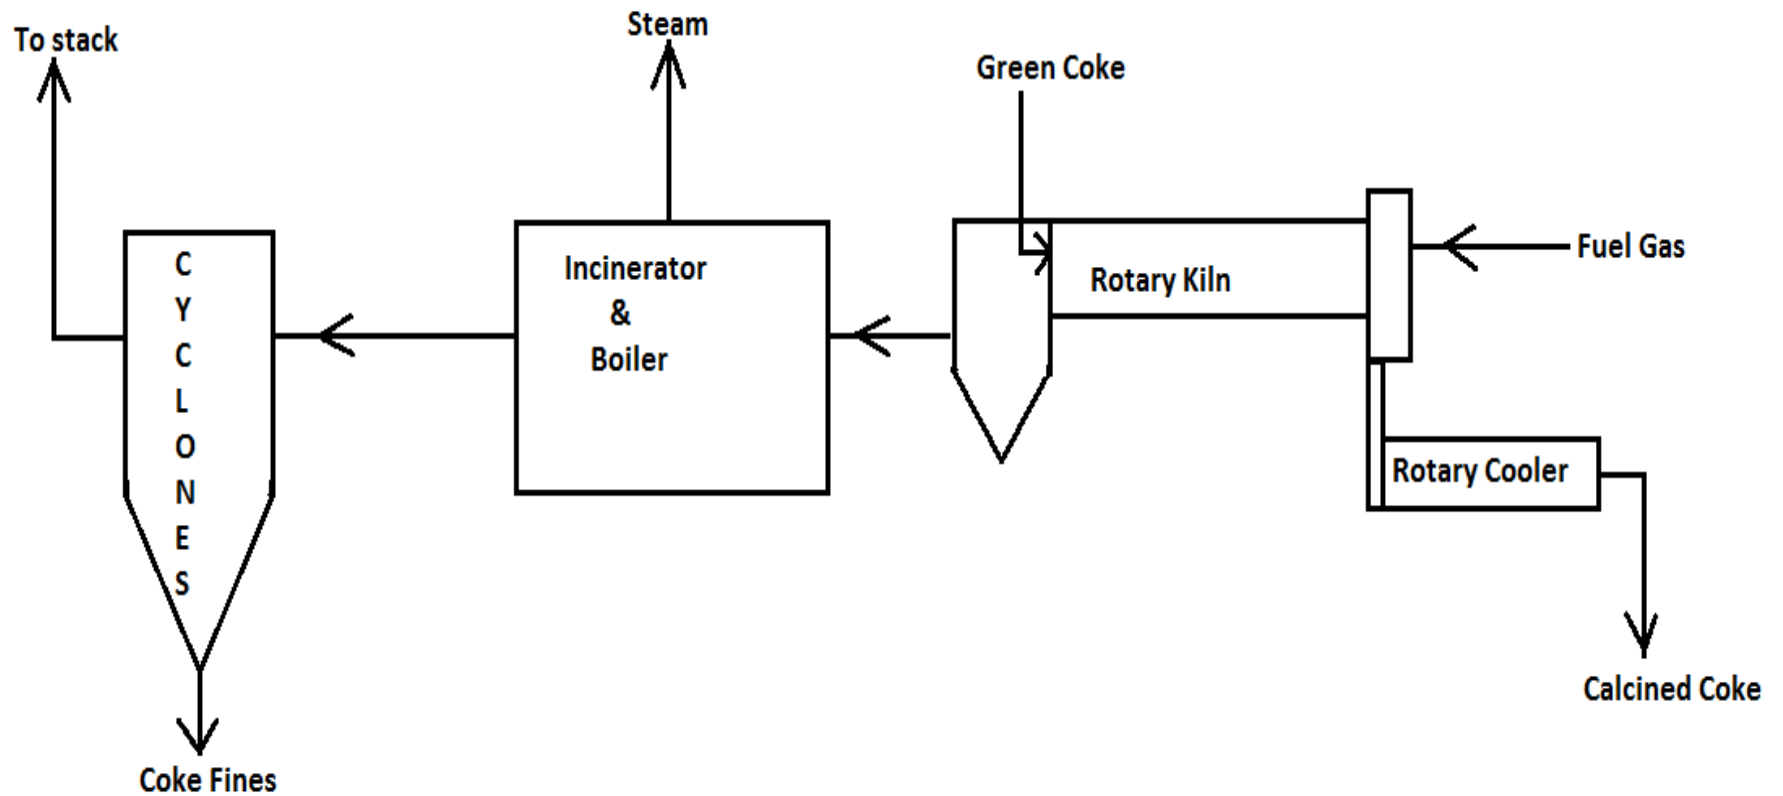 To stack
Steam
Green Coke
Fuel Gas
C
Y
C
L
O
N
E
S
Incinerator
&
Boiler
Rotary Kiln
Rotary Cooler
Calcined Coke
Coke Fines